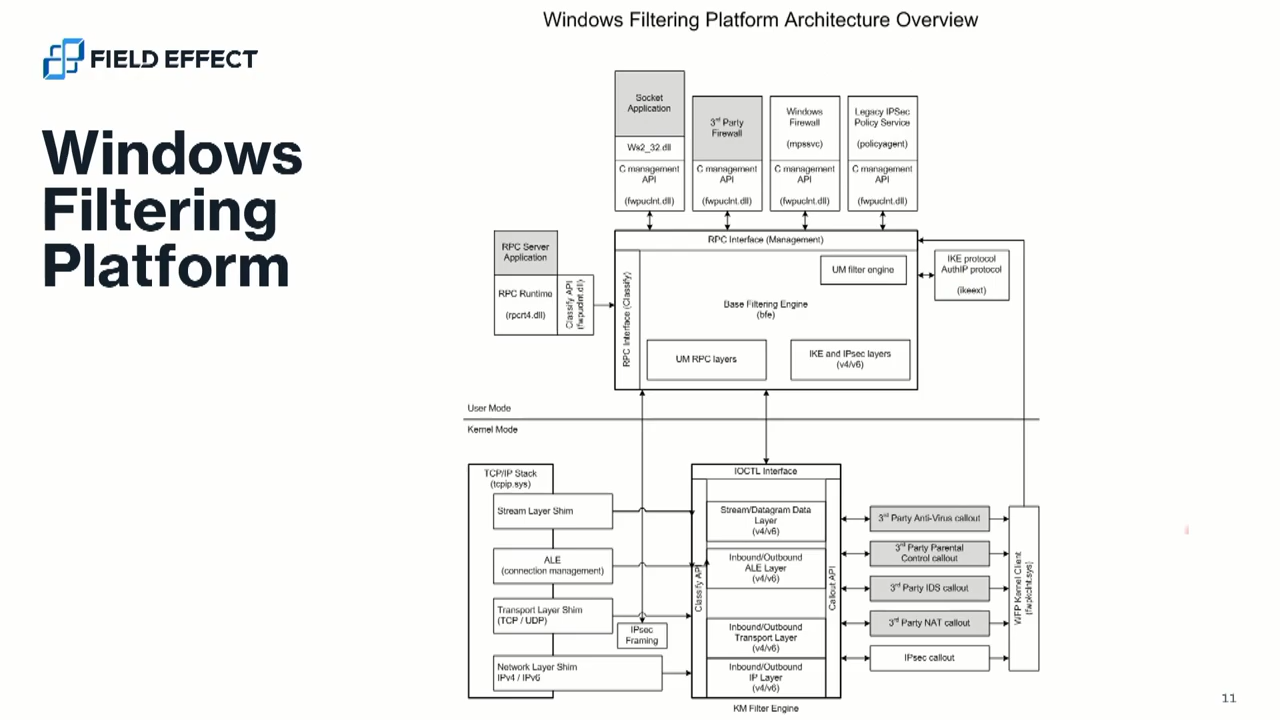 Windows Filtering Platform Architecture Overview
FIELD EFFECT
Windows
Filtering
Platform
Socket
Application
Ws2_32.dll
C management
API
(fwpuclnt.dll)
3rd Party
Firewall
C management
API
(fwpuclnt.dll)
Windows
Firewall
(mpssvc)
C management
API
(fwpuclnt.dll)
Legacy IPSec
Policy Service
(policyagent)
C management
API
(fwpuclnt.dll)
RPC Server
Application
RPC Runtime
(rpcrt4.dll)
Classify API
(fwpuclnt.dll)
RPC Interface (Management)
RPC Interface (Classify)
UM filter engine
Base Filtering Engine
(bfe)
UM RPC layers
IKE and IPsec layers
(v4/v6)
IKE protocol
AuthIP protocol
(ikeext)
User Mode
Kernel Mode
TCP/IP Stack
(tcpip.sys)
Stream Layer Shim
ALE
(connection management)
Transport Layer Shim
(TCP / UDP)
Network Layer Shim
IPv4 / IPv6
IPsec
Framing
IOCTL Interface
Classify API
Stream/Datagram Data
Layer
(v4/v6)
Inbound/Outbound
ALE Layer
(v4/v6)
Inbound/Outbound
Transport Layer
(v4/v6)
Inbound/Outbound
IP Layer
(v4/v6)
Callout API
KM Filter Engine
3rd Party Anti-Virus callout
3rd Party Parental
Control callout
3rd Party IDS callout
3rd Party NAT callout
IPsec callout
WFP Kernel Client
(fwpkclnt.sys)
11